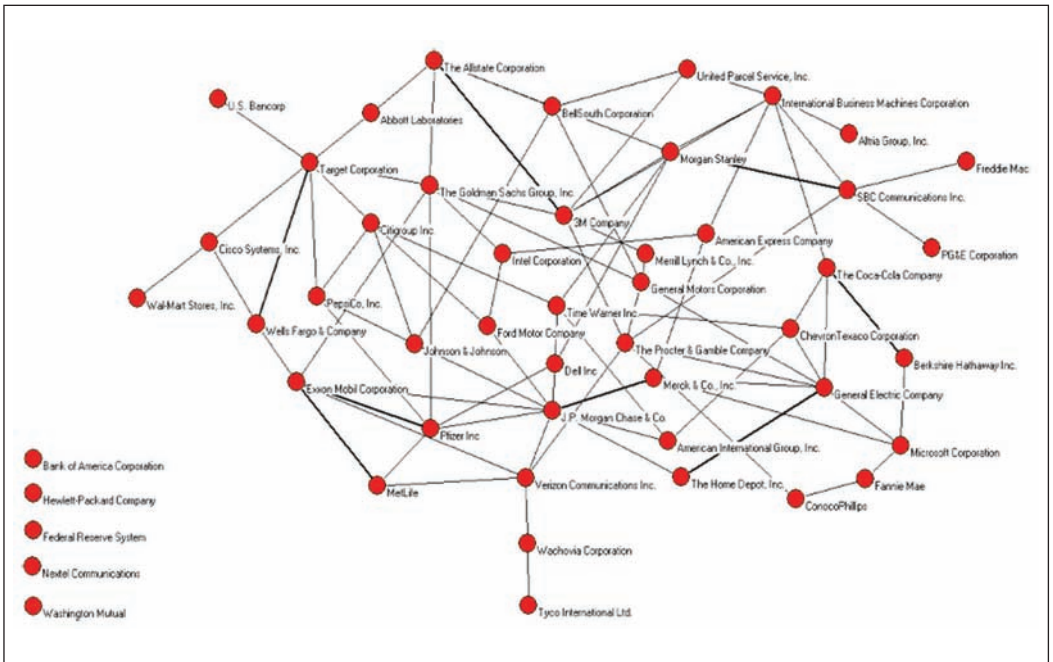 The Allstate Corporation
United Parcel Service, Inc.
U.S. Bancorp
International Business Machines Corporation
Abbott Laboratories
BellSouth Corporation
Altria Group, Inc.
Morgan Stanley
Freddie Mac
Target Corporation
The Goldman Sachs Group, Inc.
SBC Communications Inc.
Citigroup Inc.
3M Company
American Express Company
Cisco Systems, Inc.
Intel Corporation
Merrill Lynch & Co., Inc.
PG&E Corporation
The Coca-Cola Company
General Motors Corporation
Wal-Mart Stores, Inc.
PepsiCo, Inc.
Time Warner Inc.
Wells Fargo & Company
Ford Motor Company
ChevronTexaco Corporation
Johnson & Johnson
The Procter & Gamble Company
Berkshire Hathaway Inc.
Dell Inc
Exxon Mobil Corporation
Merck & Co., Inc.
General Electric Company
J.P. Morgan Chase & Co.
Pfizer Inc
American International Group, Inc.
Microsoft Corporation
Bank of America Corporation
MetLife
Verizon Communications Inc.
The Home Depot, Inc.
Fannie Mae
Hewlett-Packard Company
ConocoPhillips
Federal Reserve System
Wachovia Corporation
Nextel Communications
Washington Mutual
Tyco International Ltd.